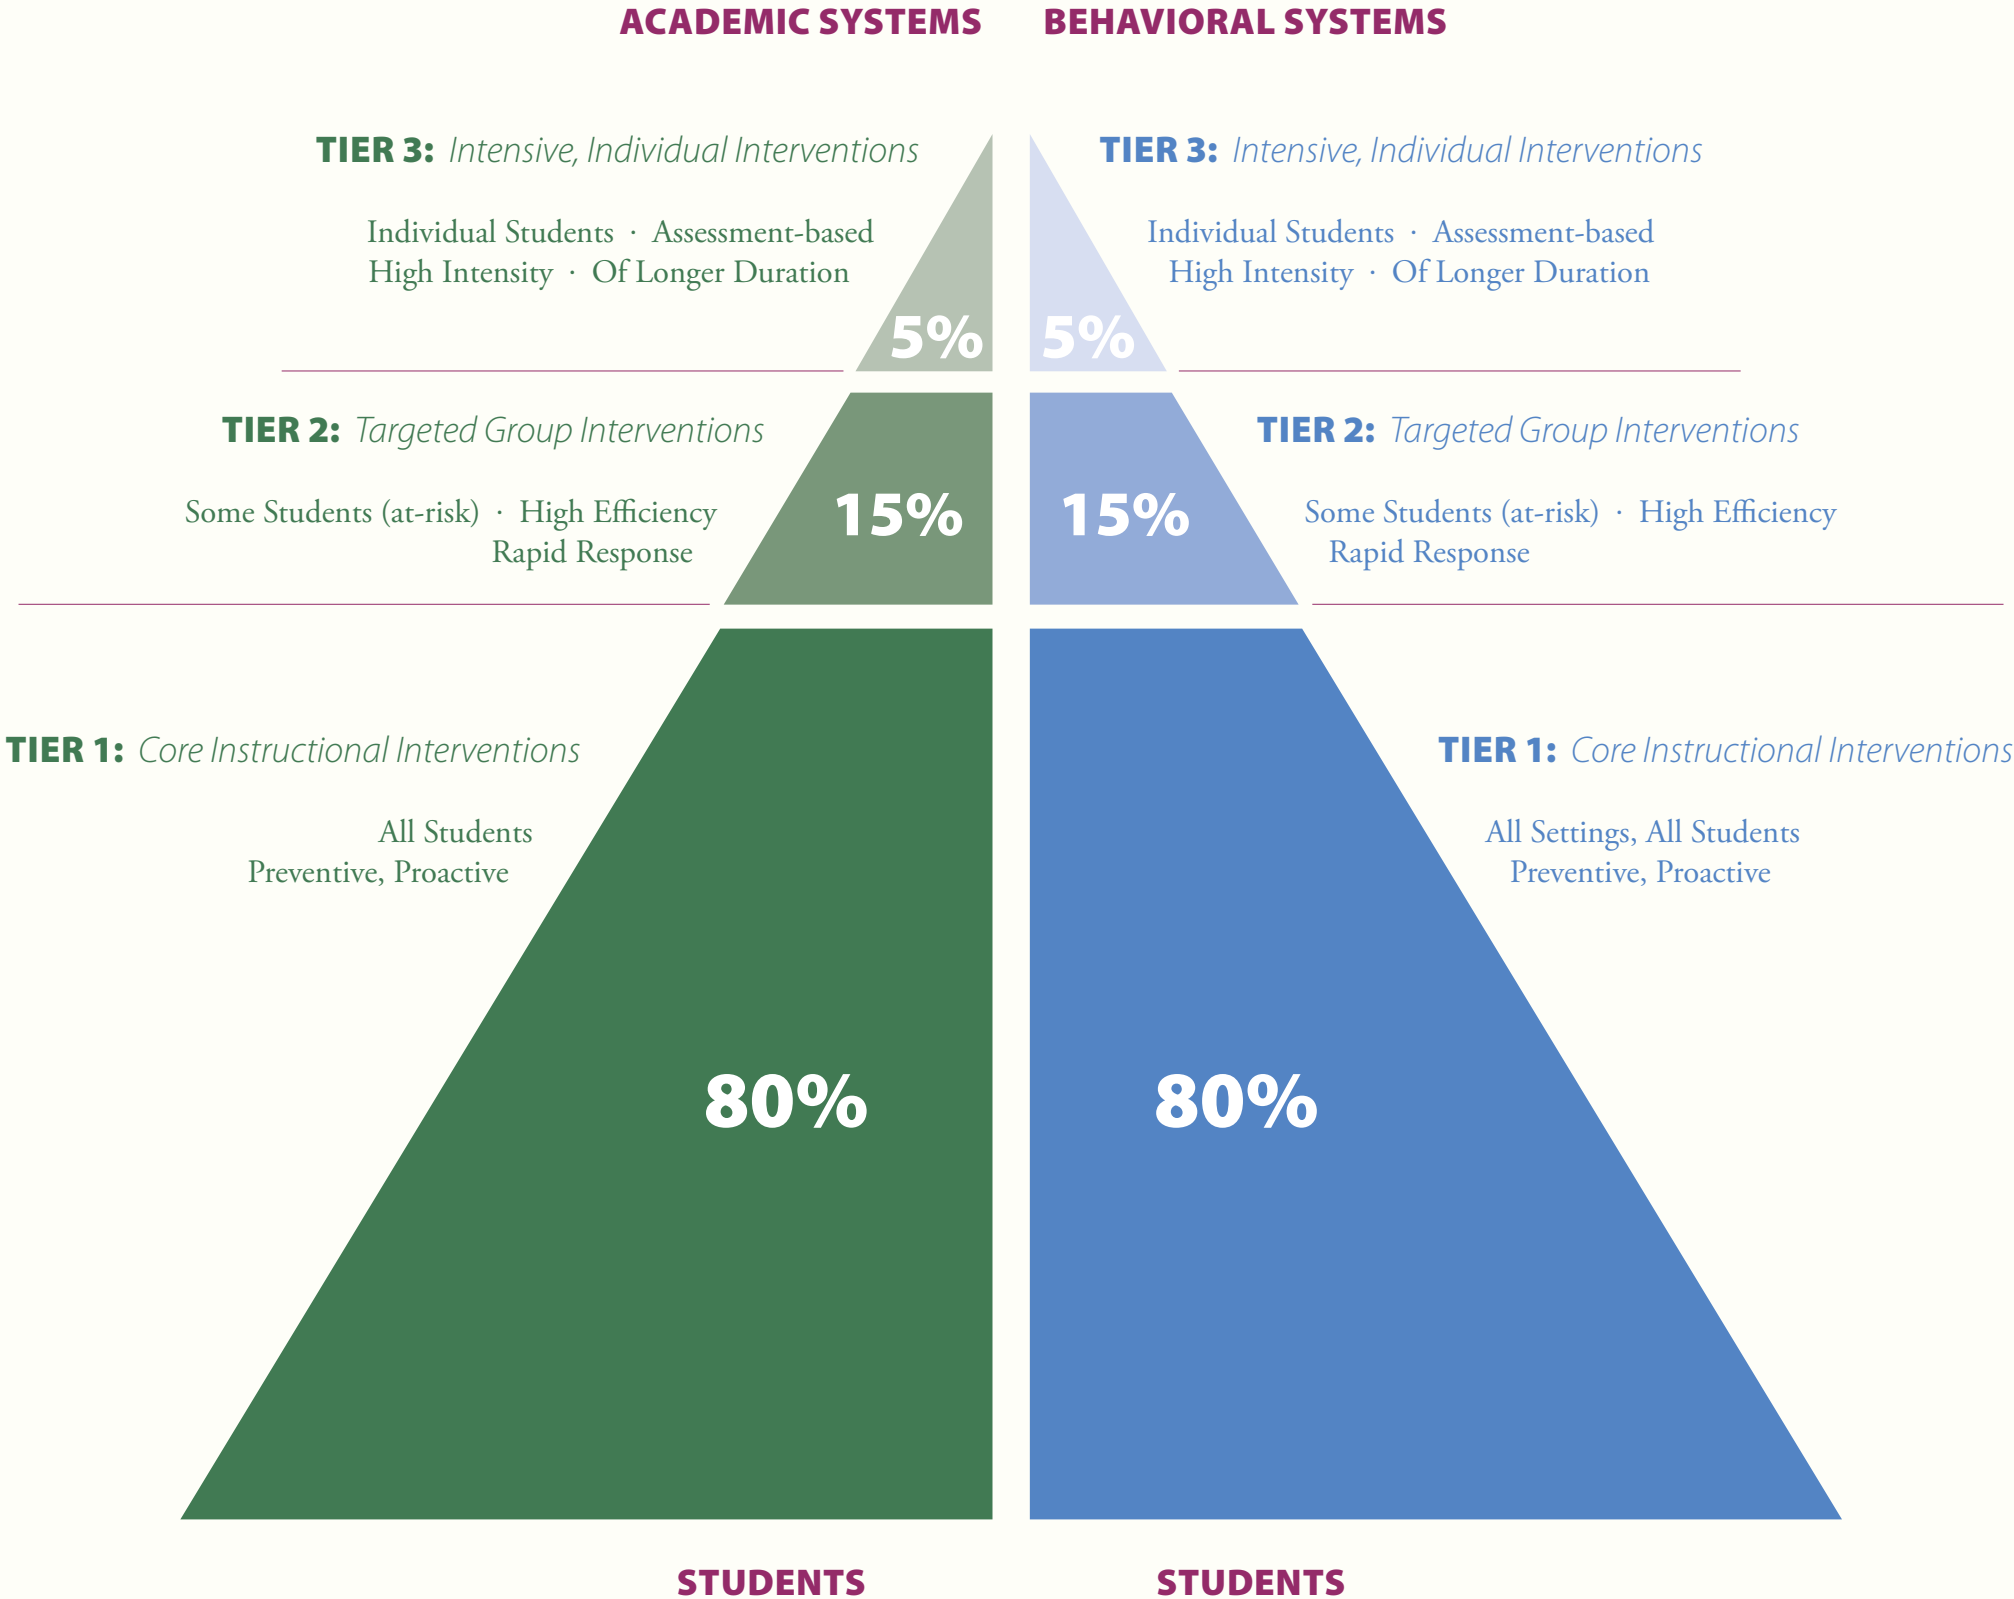 ACADEMIC SYSTEMS
BEHAVIORAL SYSTEMS
TIER 3: Intensive, Individual Interventions
Individual Students · Assessment-based
High Intensity · Of Longer Duration
5%
TIER 3: Intensive, Individual Interventions
Individual Students · Assessment-based
High Intensity · Of Longer Duration
5%
TIER 2: Targeted Group Interventions
Some Students (at-risk) · High Efficiency
Rapid Response
15%
TIER 2: Targeted Group Interventions
Some Students (at-risk) · High Efficiency
Rapid Response
15%
TIER 1: Core Instructional Interventions
All Students
Preventive, Proactive
80%
TIER 1: Core Instructional Interventions
All Settings, All Students
Preventive, Proactive
80%
STUDENTS
STUDENTS